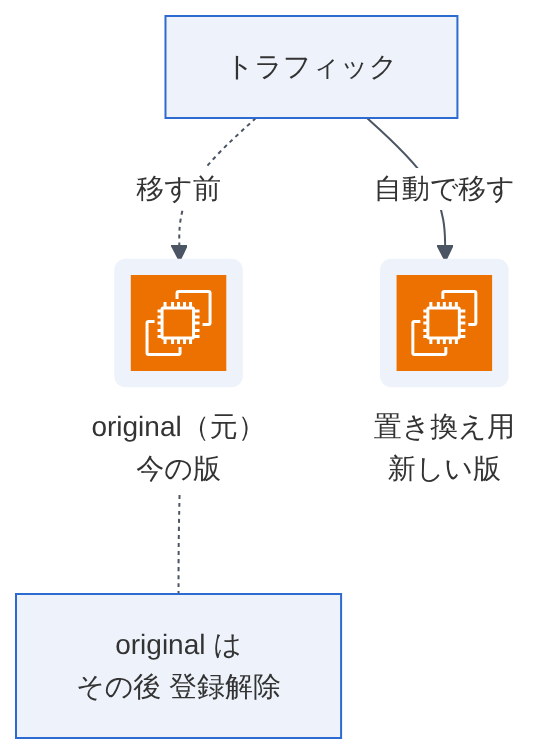 トラフィック
移す前
自動で移す
original（元）
今の版
置き換え用
新しい版
original は
その後 登録解除